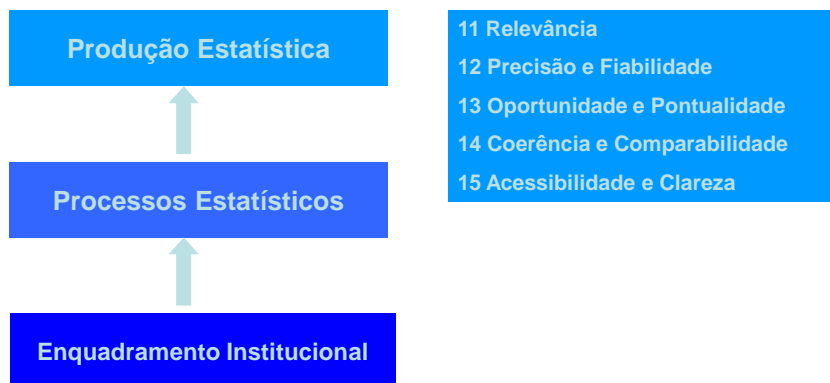 Produção Estatística
Processos Estatísticos
Enquadramento Institucional
11 Relevância
12 Precisão e Fiabilidade
13 Oportunidade e Pontualidade
14 Coerência e Comparabilidade
15 Acessibilidade e Clareza